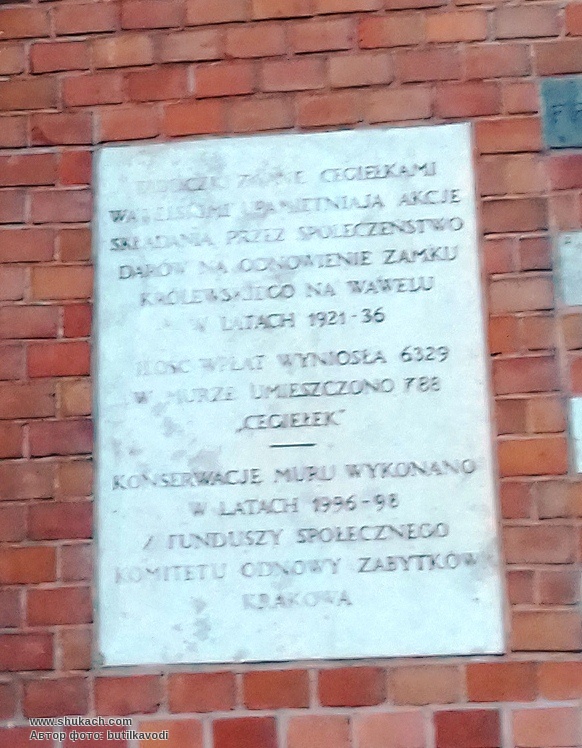 TABLICZKI ZWANE CEGIEŁKAMI
WAWELSKIMI UPAMIĘTNIAJĄ AKCJĘ
SKŁADANIA PRZEZ SPOŁECZEŃSTWO
DARÓW NA ODNOWIENIE ZAMKU
KRÓLEWSKIEGO NA WAWELU
W LATACH 1921-36
ILOŚĆ WPŁAT WYNIOSŁA 6329
W MURZE UMIESZCZONO 788
„CEGIEŁEK”
KONSERWACJĘ MURU WYKONANO
W LATACH 1996-98
Z FUNDUSZY SPOŁECZNEGO
KOMITETU ODNOWY ZABYTKÓW
KRAKOWA
www.shukach.com
Автор фото: butilkavodi